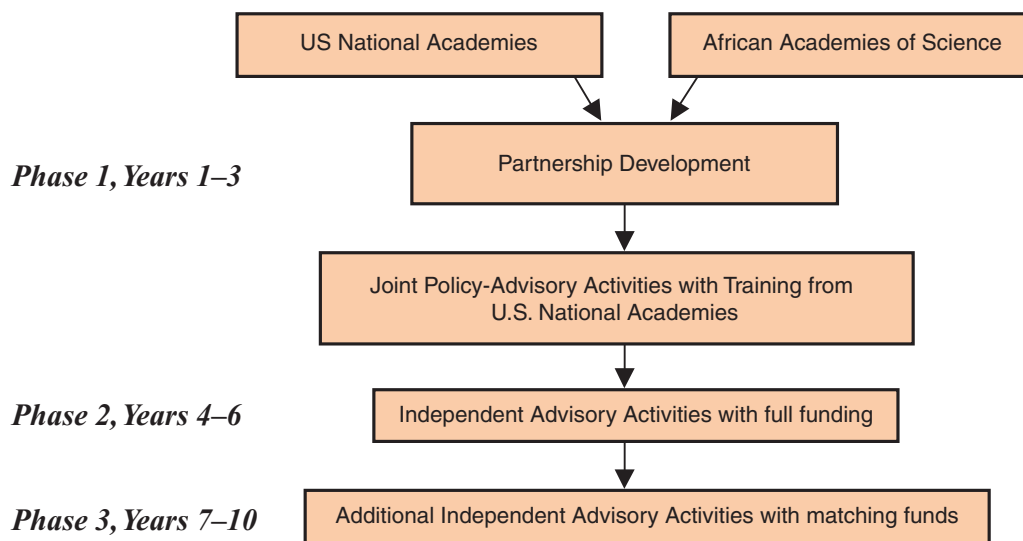 US National Academies
African Academies of Science
Phase 1, Years 1–3
Partnership Development
Joint Policy-Advisory Activities with Training from
U.S. National Academies
Phase 2, Years 4–6
Independent Advisory Activities with full funding
Phase 3, Years 7–10
Additional Independent Advisory Activities with matching funds